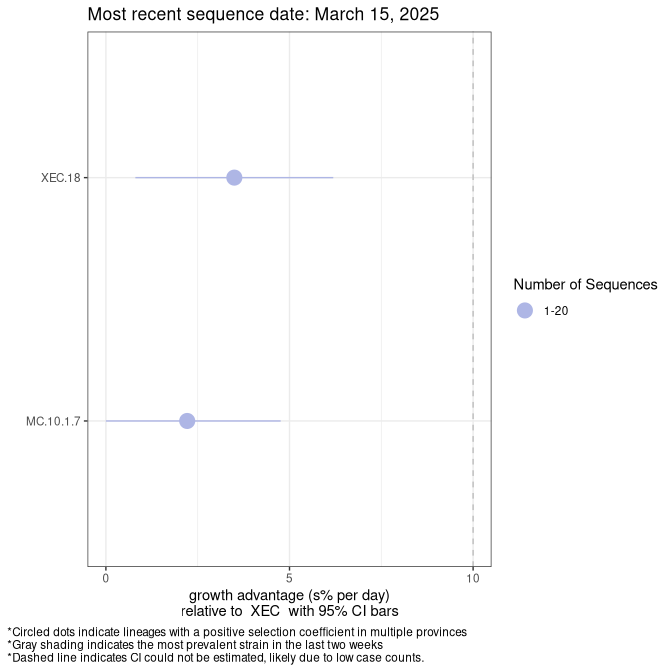 Most recent sequence date: March 15, 2025
XEC.18
MC.10.1.7
0
5
10
growth advantage (s% per day)
relative to  XEC  with 95% CI bars
Number of Sequences
1-20
*Circled dots indicate lineages with a positive selection coefficient in multiple provinces
*Gray shading indicates the most prevalent strain in the last two weeks
*Dashed line indicates CI could not be estimated, likely due to low case counts.